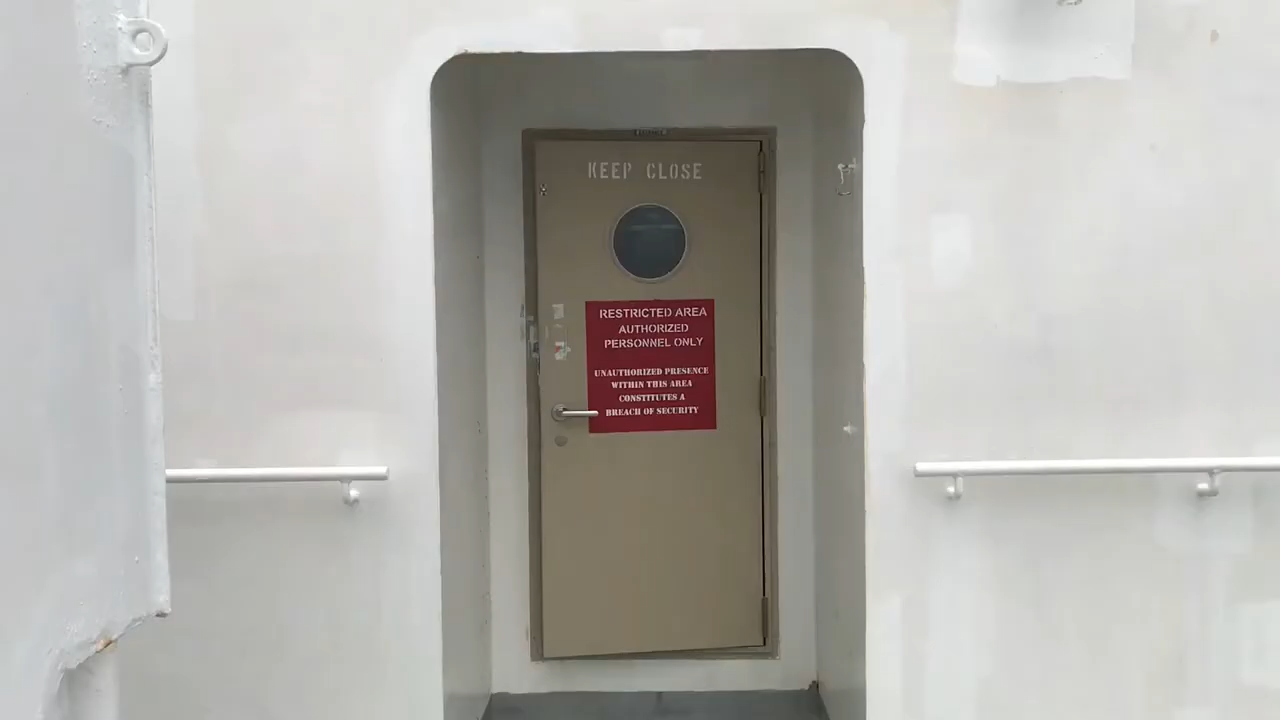 KEEP CLOSE
RESTRICTED AREA
AUTHORIZED
PERSONNEL ONLY
UNAUTHORIZED PRESENCE
WITHIN THIS AREA
CONSTITUTES A
BREACH OF SECURITY